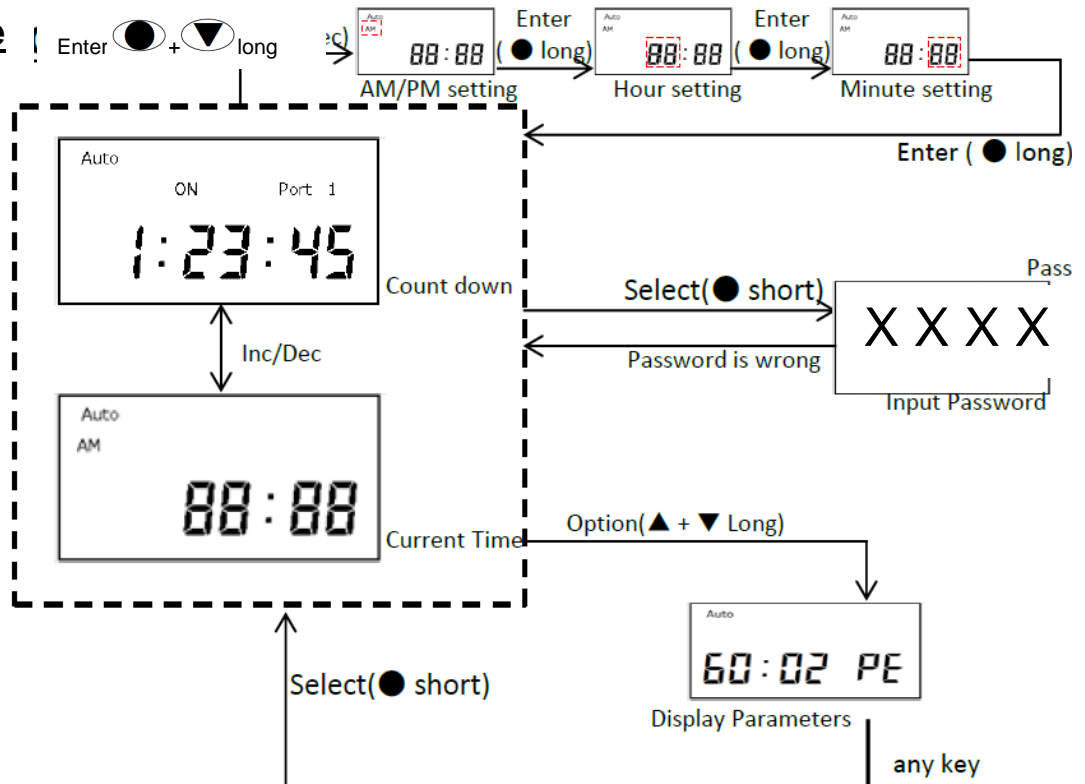 e
Enter ● + ▼ long
ec)
Auto
AM
88:88
AM/PM setting
Enter
( ● long)
Auto
AM
88:88
Hour setting
Enter
( ● long)
Auto
AM
88:88
Minute setting
Enter ( ● long)
Auto
ON Port 1
1:23:45
Count down
Inc/Dec
Auto
AM
88:88
Current Time
Select(● short)
Password is wrong
Pass
X X X X
Input Password
Option(▲ + ▼ Long)
Auto
60:02 PE
Display Parameters
any key
Select(● short)